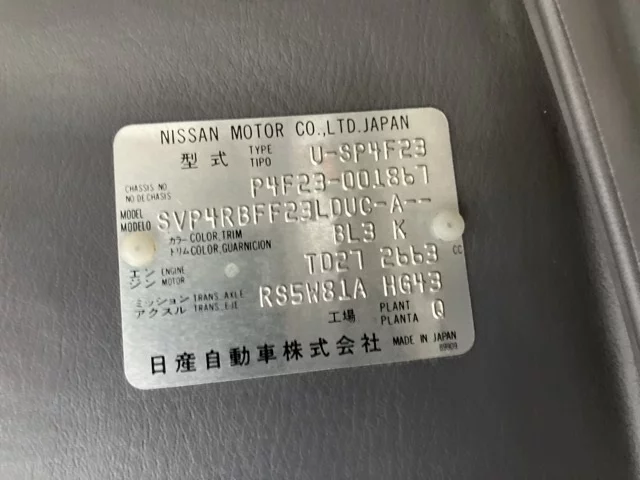 NISSAN MOTOR CO.,LTD.JAPAN
型式 TYPE TIPO U-SP4F23
CHASSIS NO. NO.DE CHASIS P4F23-001867
MODEL MODELO SVP4RBFF23LDUC-A--
カラー COLOR,TRIM トリム COLOR,GUARNICION BL3 K
エンジン ENGINE MOTOR TD27 2663 CC
ミッション アクスル TRANS.AXLE TRANS.EJE RS5W81A HG43
工場 PLANT PLANTA Q
日産自動車株式会社 MADE IN JAPAN